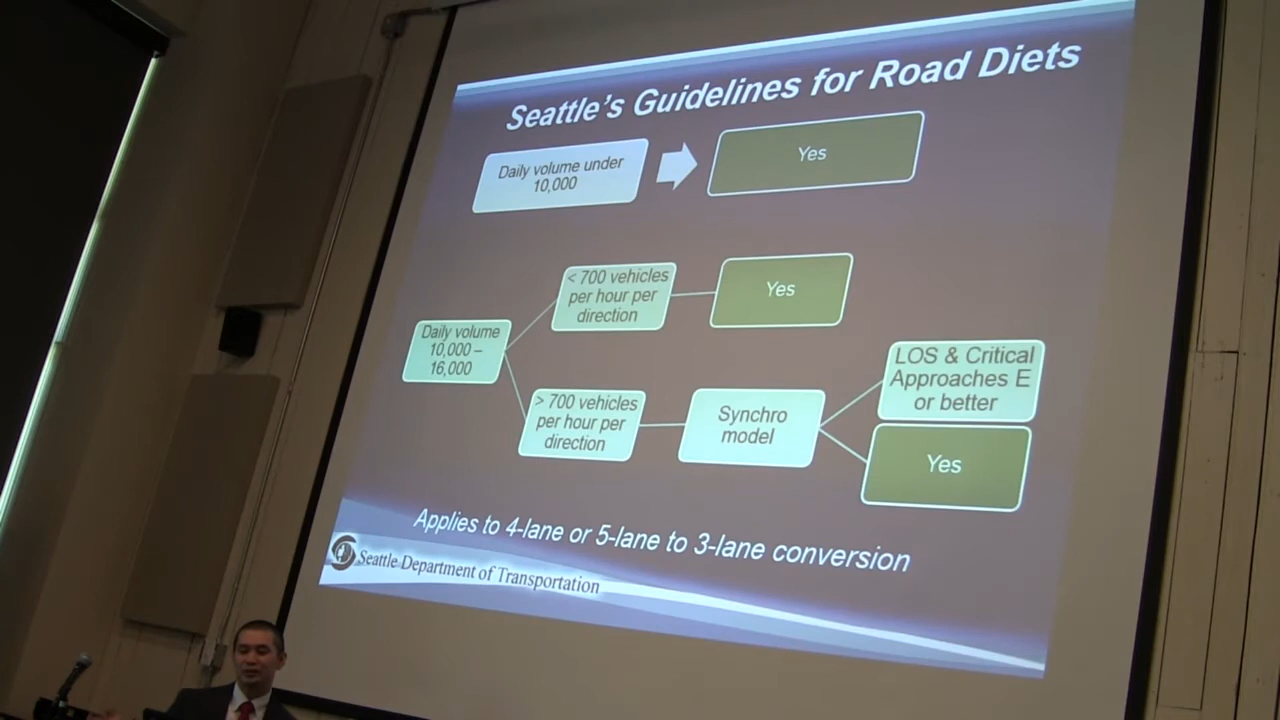 Seattle's Guidelines for Road Diets
Daily volume under
10,000
Yes
< 700 vehicles
per hour per
direction
Yes
Daily volume
10,000 –
16,000
> 700 vehicles
per hour per
direction
Synchro
model
LOS & Critical
Approaches E
or better
Yes
Applies to 4-lane or 5-lane to 3-lane conversion
Seattle Department of Transportation